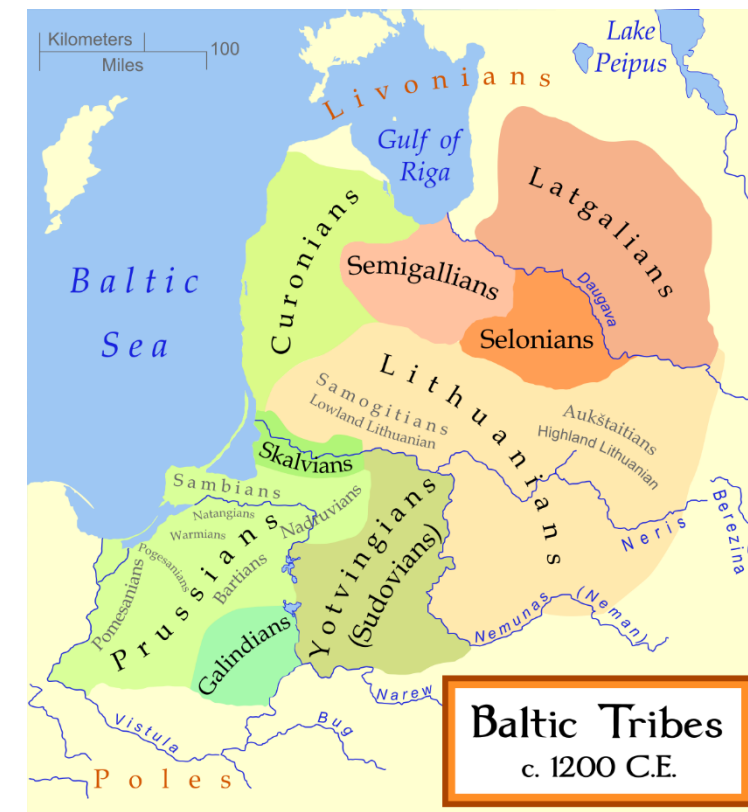 Kilometers
100
Miles
Lake
Peipus
Livonians
Gulf of
Riga
Latgalians
Curonians
Semigallians
Daugava
Baltic
Sea
Selonians
Lithuanians
Samogitians
Lowland Lithuanian
Aukštaitians
Highland Lithuanian
Skalvians
Sambians
Nadruvians
Natangians
Warmians
Pogesanians
Bartians
Pomesanians
Prussians
Galindians
Yotvingians
(Sudovians)
Neris
Berezina
Nemunas (Neman)
Narew
Bug
Vistula
Poles
Baltic Tribes
c. 1200 C.E.